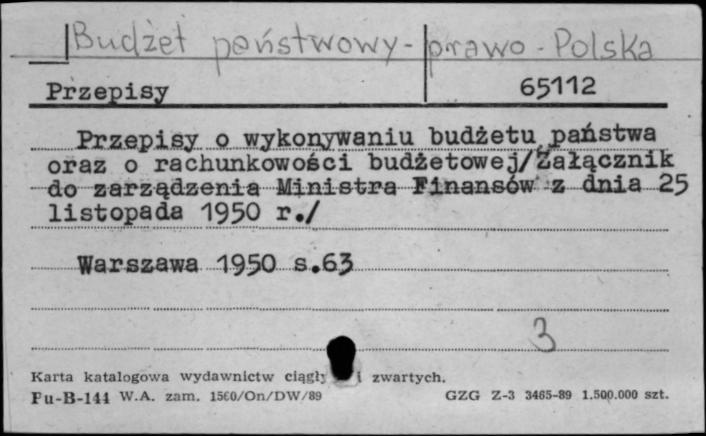 Budżet państwowy - prawo - Polska
Przepisy 65112
Przepisy o wykonywaniu budżetu państwa
oraz o rachunkowości budżetowej/Załącznik
do zarządzenia Ministra Finansów z dnia 25
listopada 1950 r./
Warszawa 1950 s.63
3
Karta katalogowa wydawnictw i zwartych.
Pu-B-144 W.A. zam. 1560/On/DW/89 GZG Z-3 3465-89 1.500.000 szt.